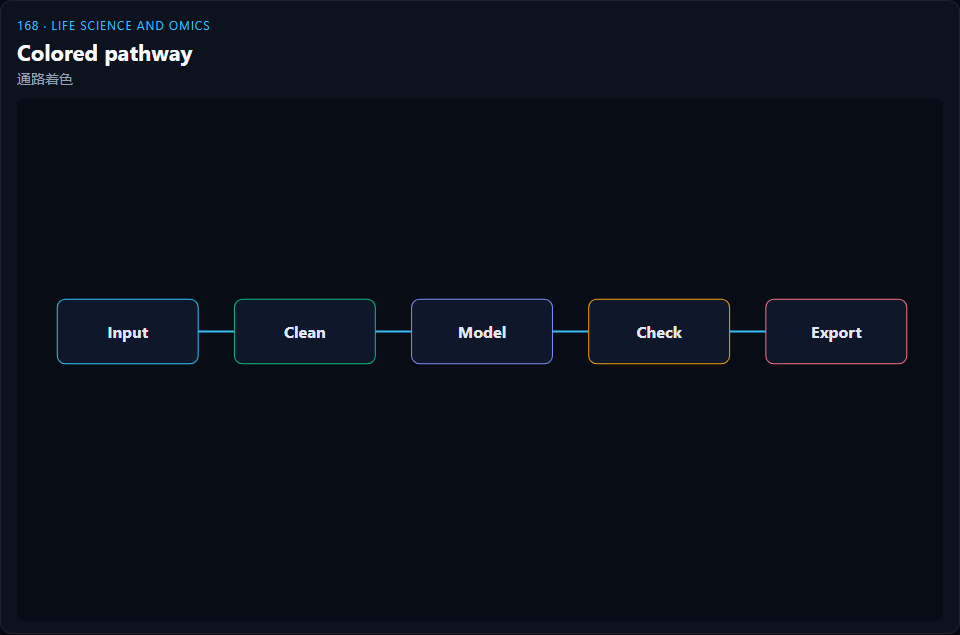 168 · LIFE SCIENCE AND OMICS
Colored pathway
通路着色
Input
Clean
Model
Check
Export